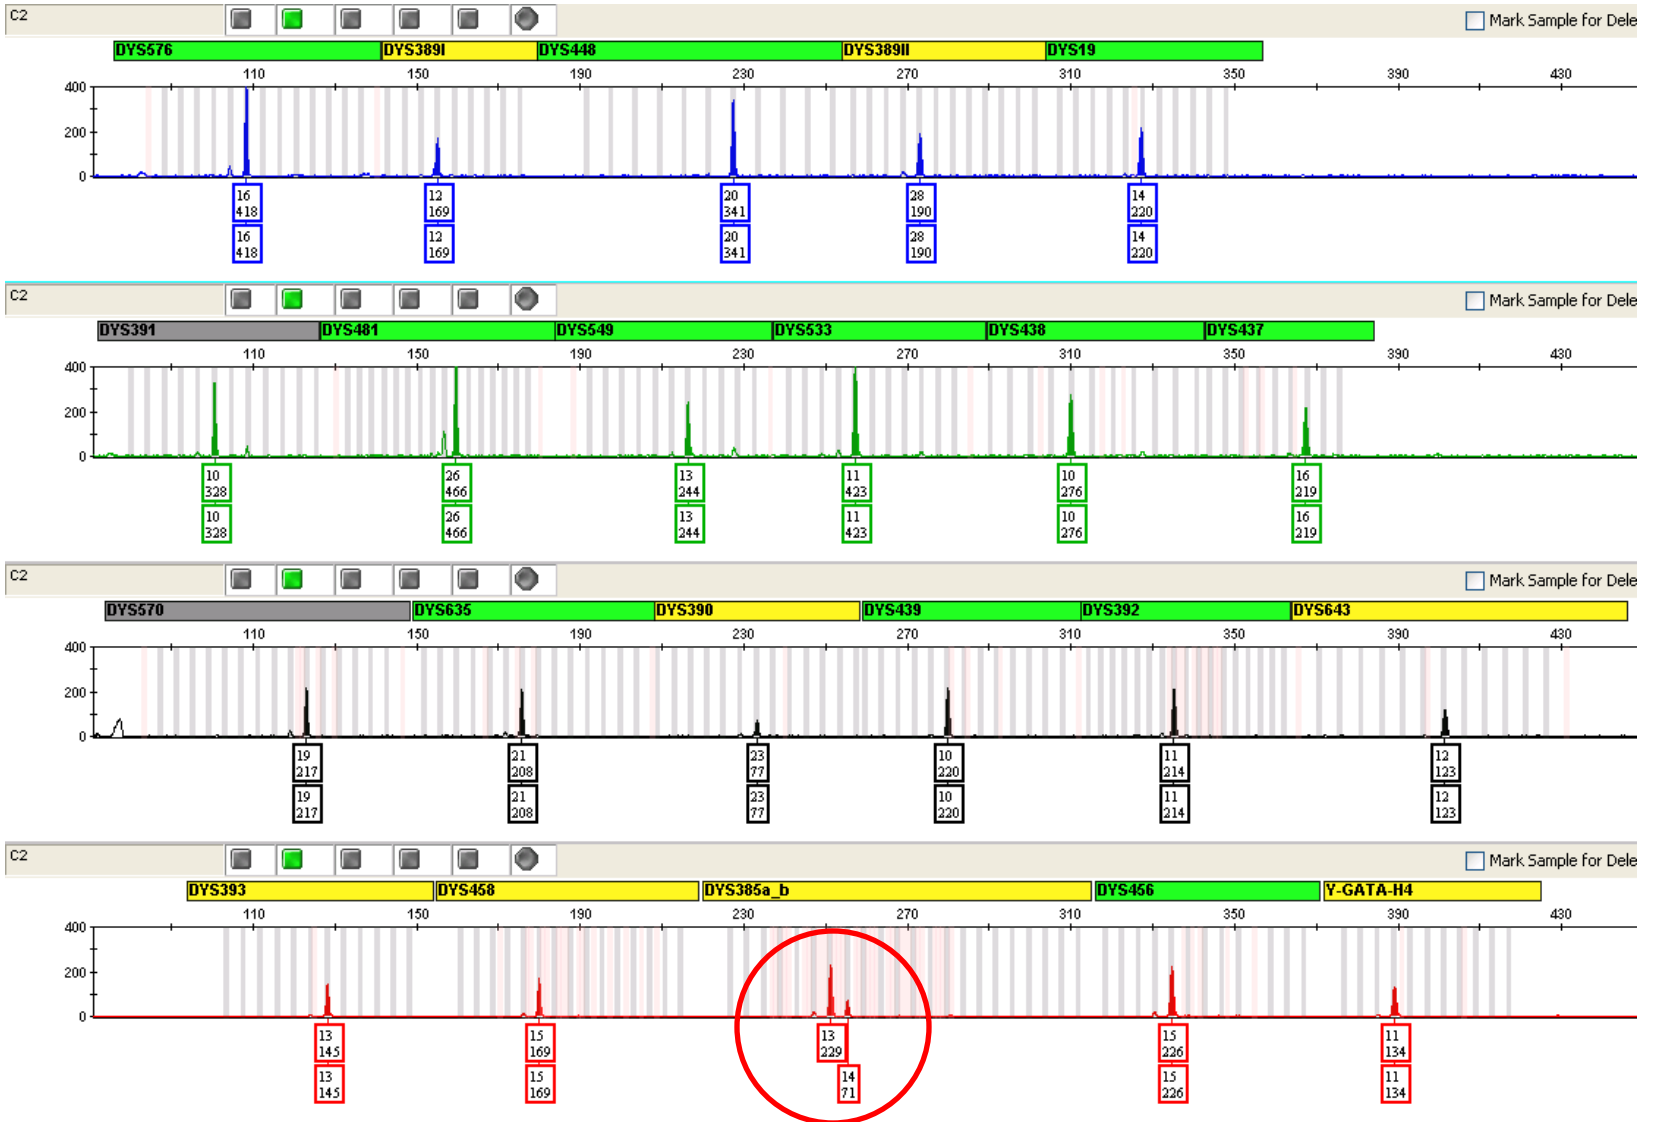 C2 Mark Sample for Dele
DYS576 DYS389I DYS448 DYS389II DYS19
110 150 190 230 270 310 350 390 430
400
200
0
16 12 20 28 14
418 169 341 190 220
16 12 20 28 14
418 169 341 190 220
C2 Mark Sample for Dele
DYS391 DYS481 DYS549 DYS533 DYS438 DYS437
110 150 190 230 270 310 350 390 430
400
200
0
10 26 13 11 10 16
328 466 244 423 276 219
10 26 13 11 10 16
328 466 244 423 276 219
C2 Mark Sample for Dele
DYS570 DYS635 DYS390 DYS439 DYS392 DYS643
110 150 190 230 270 310 350 390 430
400
200
0
19 21 23 10 11 12
217 208 77 220 214 123
19 21 23 10 11 12
217 208 77 220 214 123
C2 Mark Sample for Dele
DYS393 DYS458 DYS385a_b DYS456 Y-GATA-H4
110 150 190 230 270 310 350 390 430
400
200
0
13 15 13 15 11
145 169 229 226 134
13 15 14 15 11
145 169 71 226 134